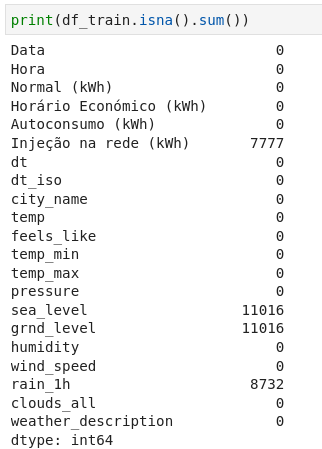 print(df_train.isna().sum())
Data 0
Hora 0
Normal (kWh) 0
Horário Económico (kWh) 0
Autoconsumo (kWh) 0
Injeção na rede (kWh) 7777
dt 0
dt_iso 0
city_name 0
temp 0
feels_like 0
temp_min 0
temp_max 0
pressure 0
sea_level 11016
grnd_level 11016
humidity 0
wind_speed 0
rain_1h 8732
clouds_all 0
weather_description 0
dtype: int64